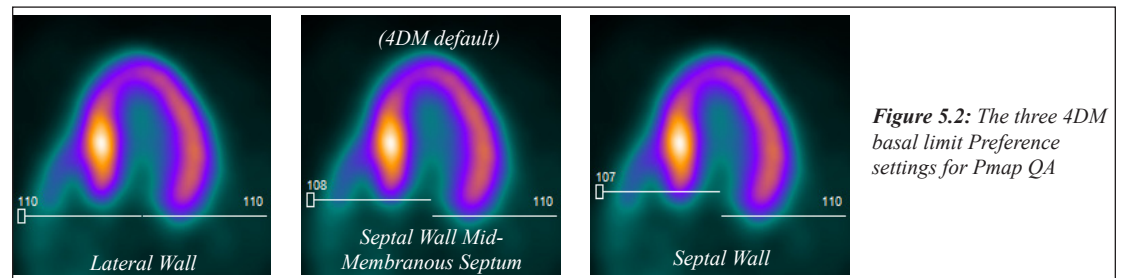 110
110
Lateral Wall
(4DM default)
108
110
Septal Wall Mid-
Membranous Septum
107
110
Septal Wall
Figure 5.2: The three 4DM
basal limit Preference
settings for Pmap QA